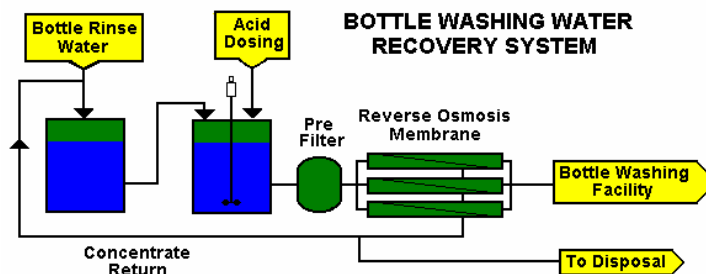 BOTTLE WASHING WATER
RECOVERY SYSTEM
Bottle Rinse
Water
Acid
Dosing
Pre
Filter
Reverse Osmosis
Membrane
Bottle Washing
Facility
Concentrate
Return
To Disposal